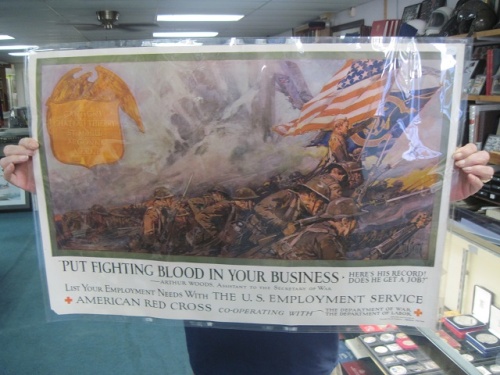 "PUT FIGHTING BLOOD IN YOUR BUSINESS · HERE'S HIS RECORD! DOES HE GET A JOB?"
—ARTHUR WOODS, ASSISTANT TO THE SECRETARY OF WAR
LIST YOUR EMPLOYMENT NEEDS WITH THE U.S. EMPLOYMENT SERVICE
AMERICAN RED CROSS CO-OPERATING WITH THE DEPARTMENT OF WAR. THE DEPARTMENT OF LABOR.